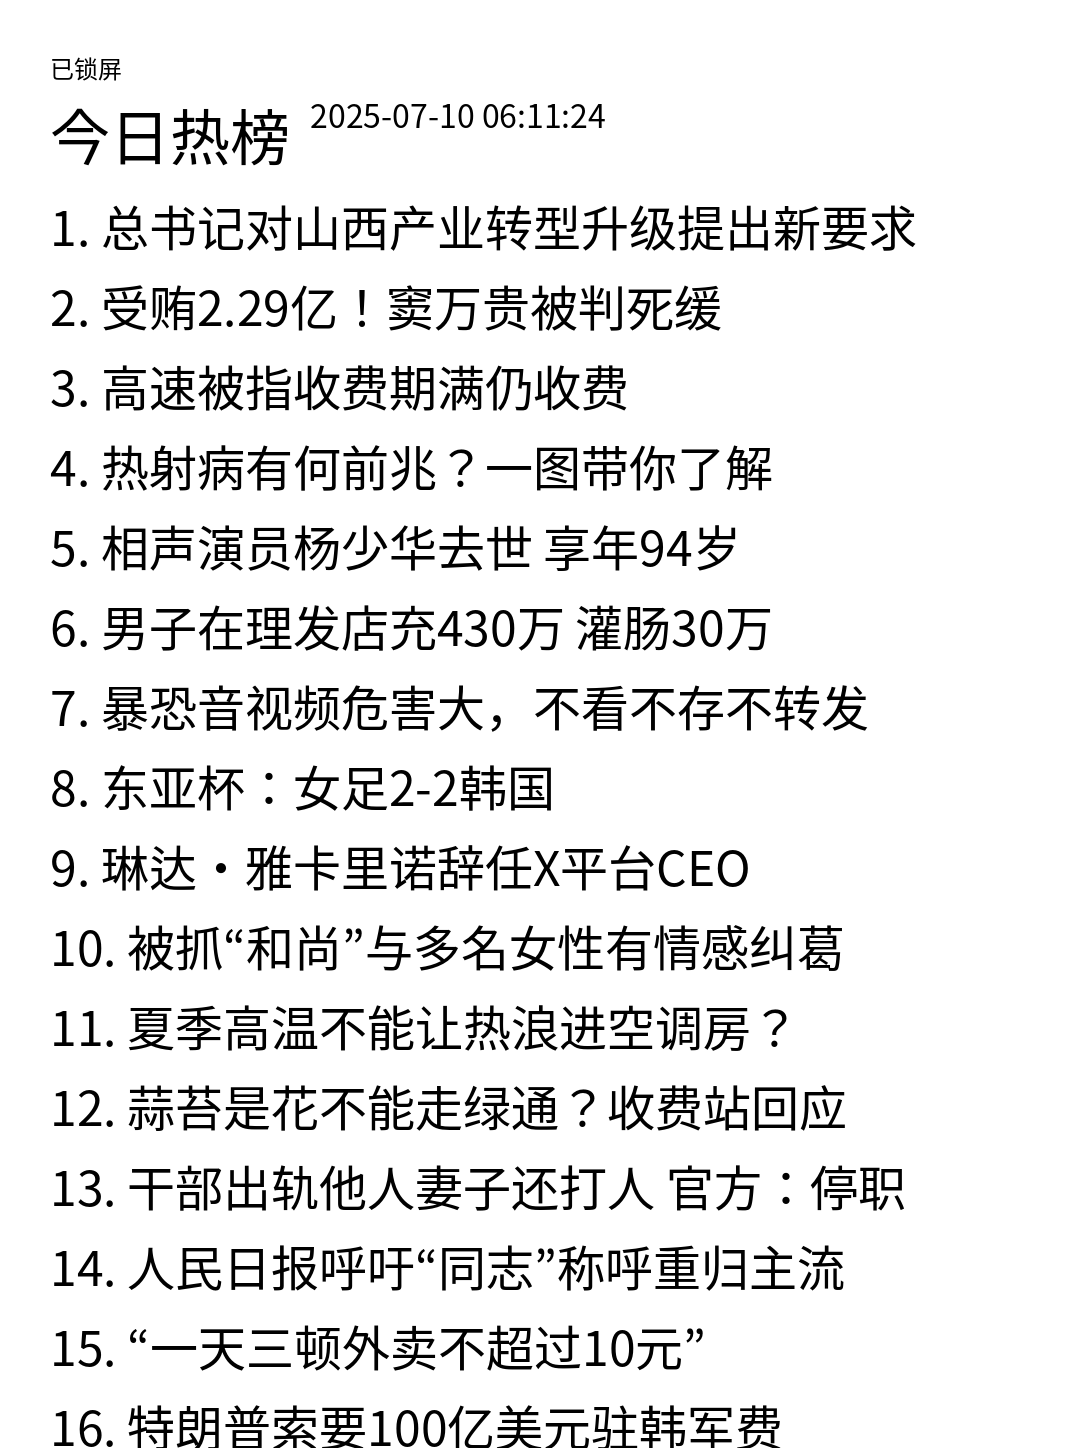 已锁屏
今日热榜 2025-07-10 06:11:24
1. 总书记对山西产业转型升级提出新要求
2. 受贿2.29亿！窦万贵被判死缓
3. 高速被指收费期满仍收费
4. 热射病有何前兆？一图带你了解
5. 相声演员杨少华去世 享年94岁
6. 男子在理发店充430万 灌肠30万
7. 暴恐音视频危害大，不看不存不转发
8. 东亚杯：女足2-2韩国
9. 琳达・雅卡里诺辞任X平台CEO
10. 被抓“和尚”与多名女性有情感纠葛
11. 夏季高温不能让热浪进空调房？
12. 蒜苔是花不能走绿通？收费站回应
13. 干部出轨他人妻子还打人 官方：停职
14. 人民日报呼吁“同志”称呼重归主流
15. “一天三顿外卖不超过10元”
16. 特朗普索要100亿美元驻韩军费